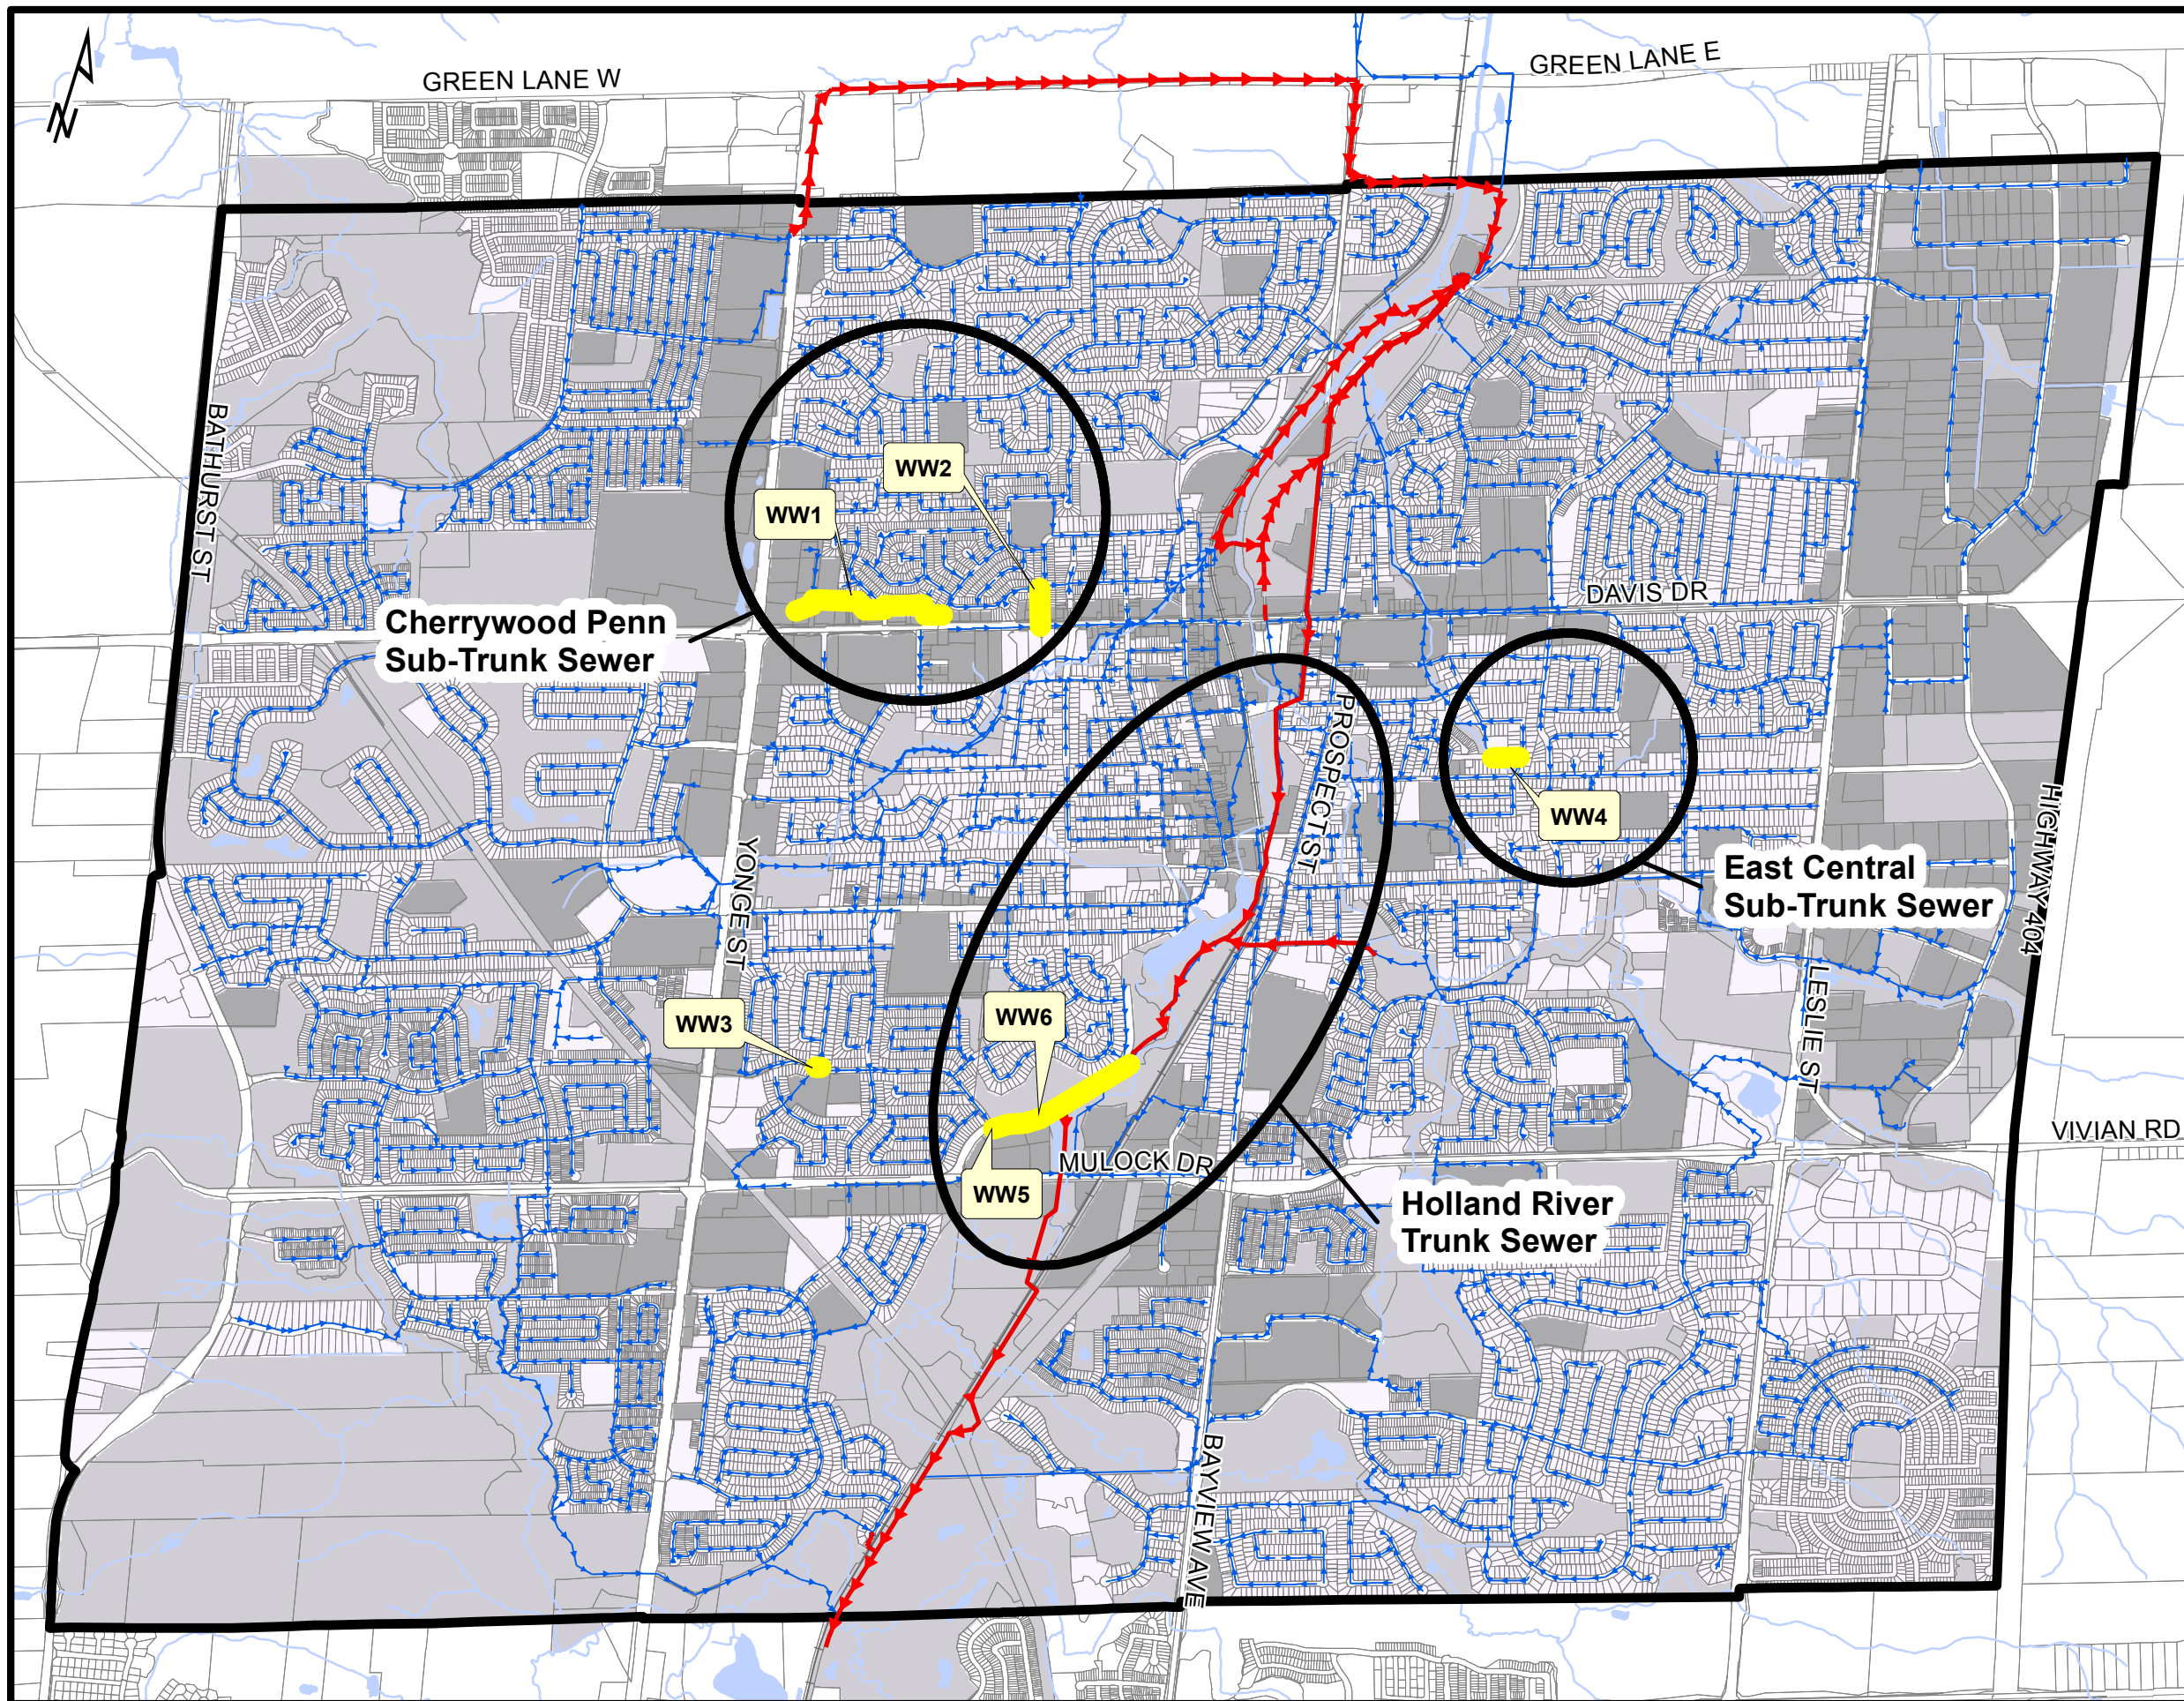 GREEN LANE W
GREEN LANE E
N
BATHURST ST
WW2
WW1
DAVIS DR
Cherrywood Penn
Sub-Trunk Sewer
PROSPECT ST
WW4
HIGHWAY 404
YONGE ST
East Central
Sub-Trunk Sewer
LESLIE ST
WW6
WW3
VIVIAN RD
MULOCK DR
WW5
Holland River
Trunk Sewer
BAYVIEW AVE